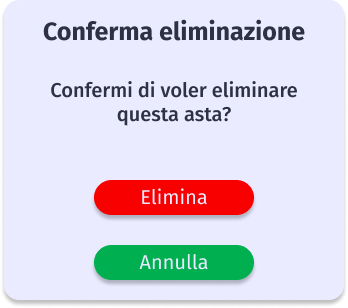 Conferma eliminazione
Confermi di voler eliminare
questa asta?
Elimina
Annulla